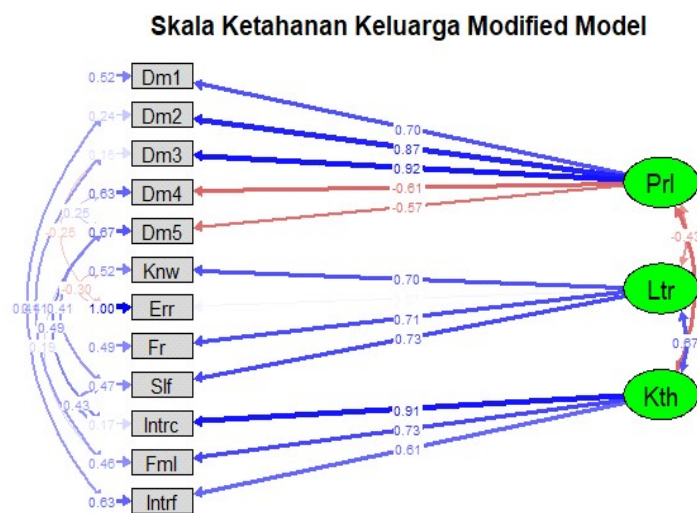 Skala Ketahanan Keluarga Modified Model
0.52 Dm1
0.24 Dm2
0.16 Dm3
0.63 Dm4
0.67 Dm5
0.52 Knw
1.00 Err
0.49 Fr
0.47 Slf
0.17 Intrc
0.46 Fml
0.63 Intrf
0.70
0.87
0.92
-0.61
-0.57
0.70
0.71
0.73
0.91
0.73
0.61
Prl
Ltr
Kth
0.67
0.25
-0.25
-0.30
0.49
0.19
0.43